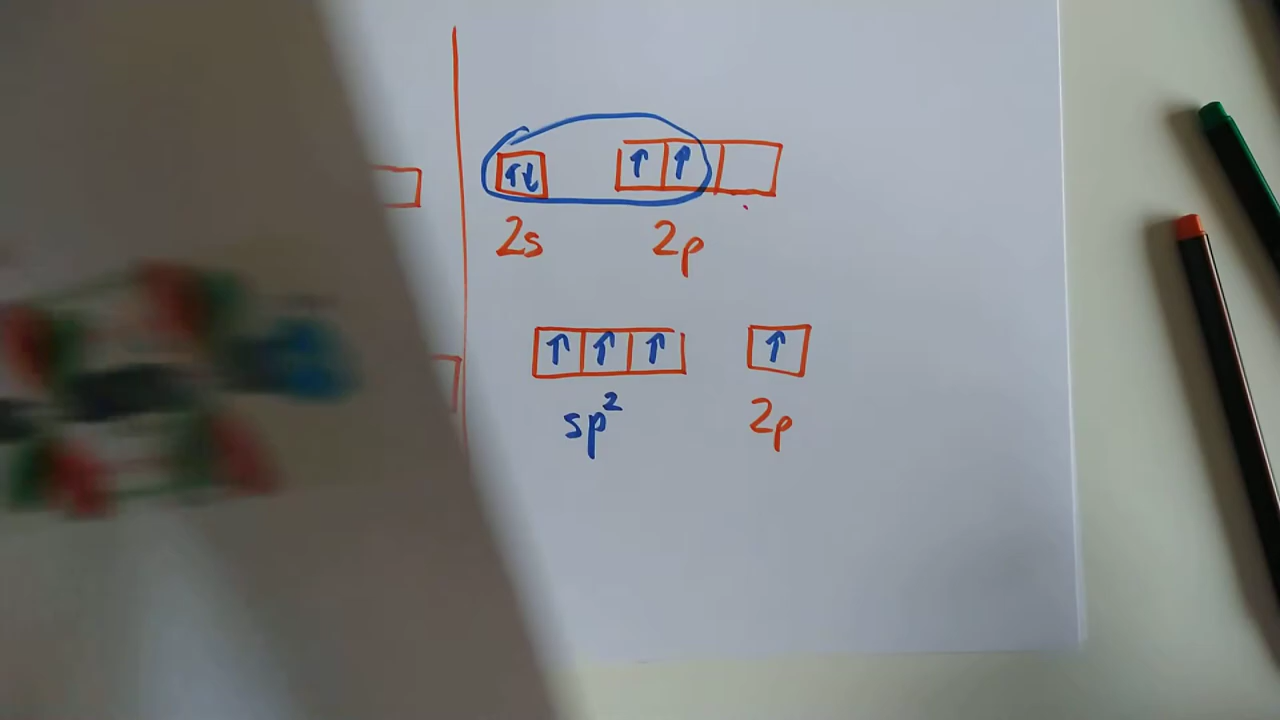 ↑↓ ↑ ↑
2s 2p
↑ ↑ ↑ ↑
sp² 2p